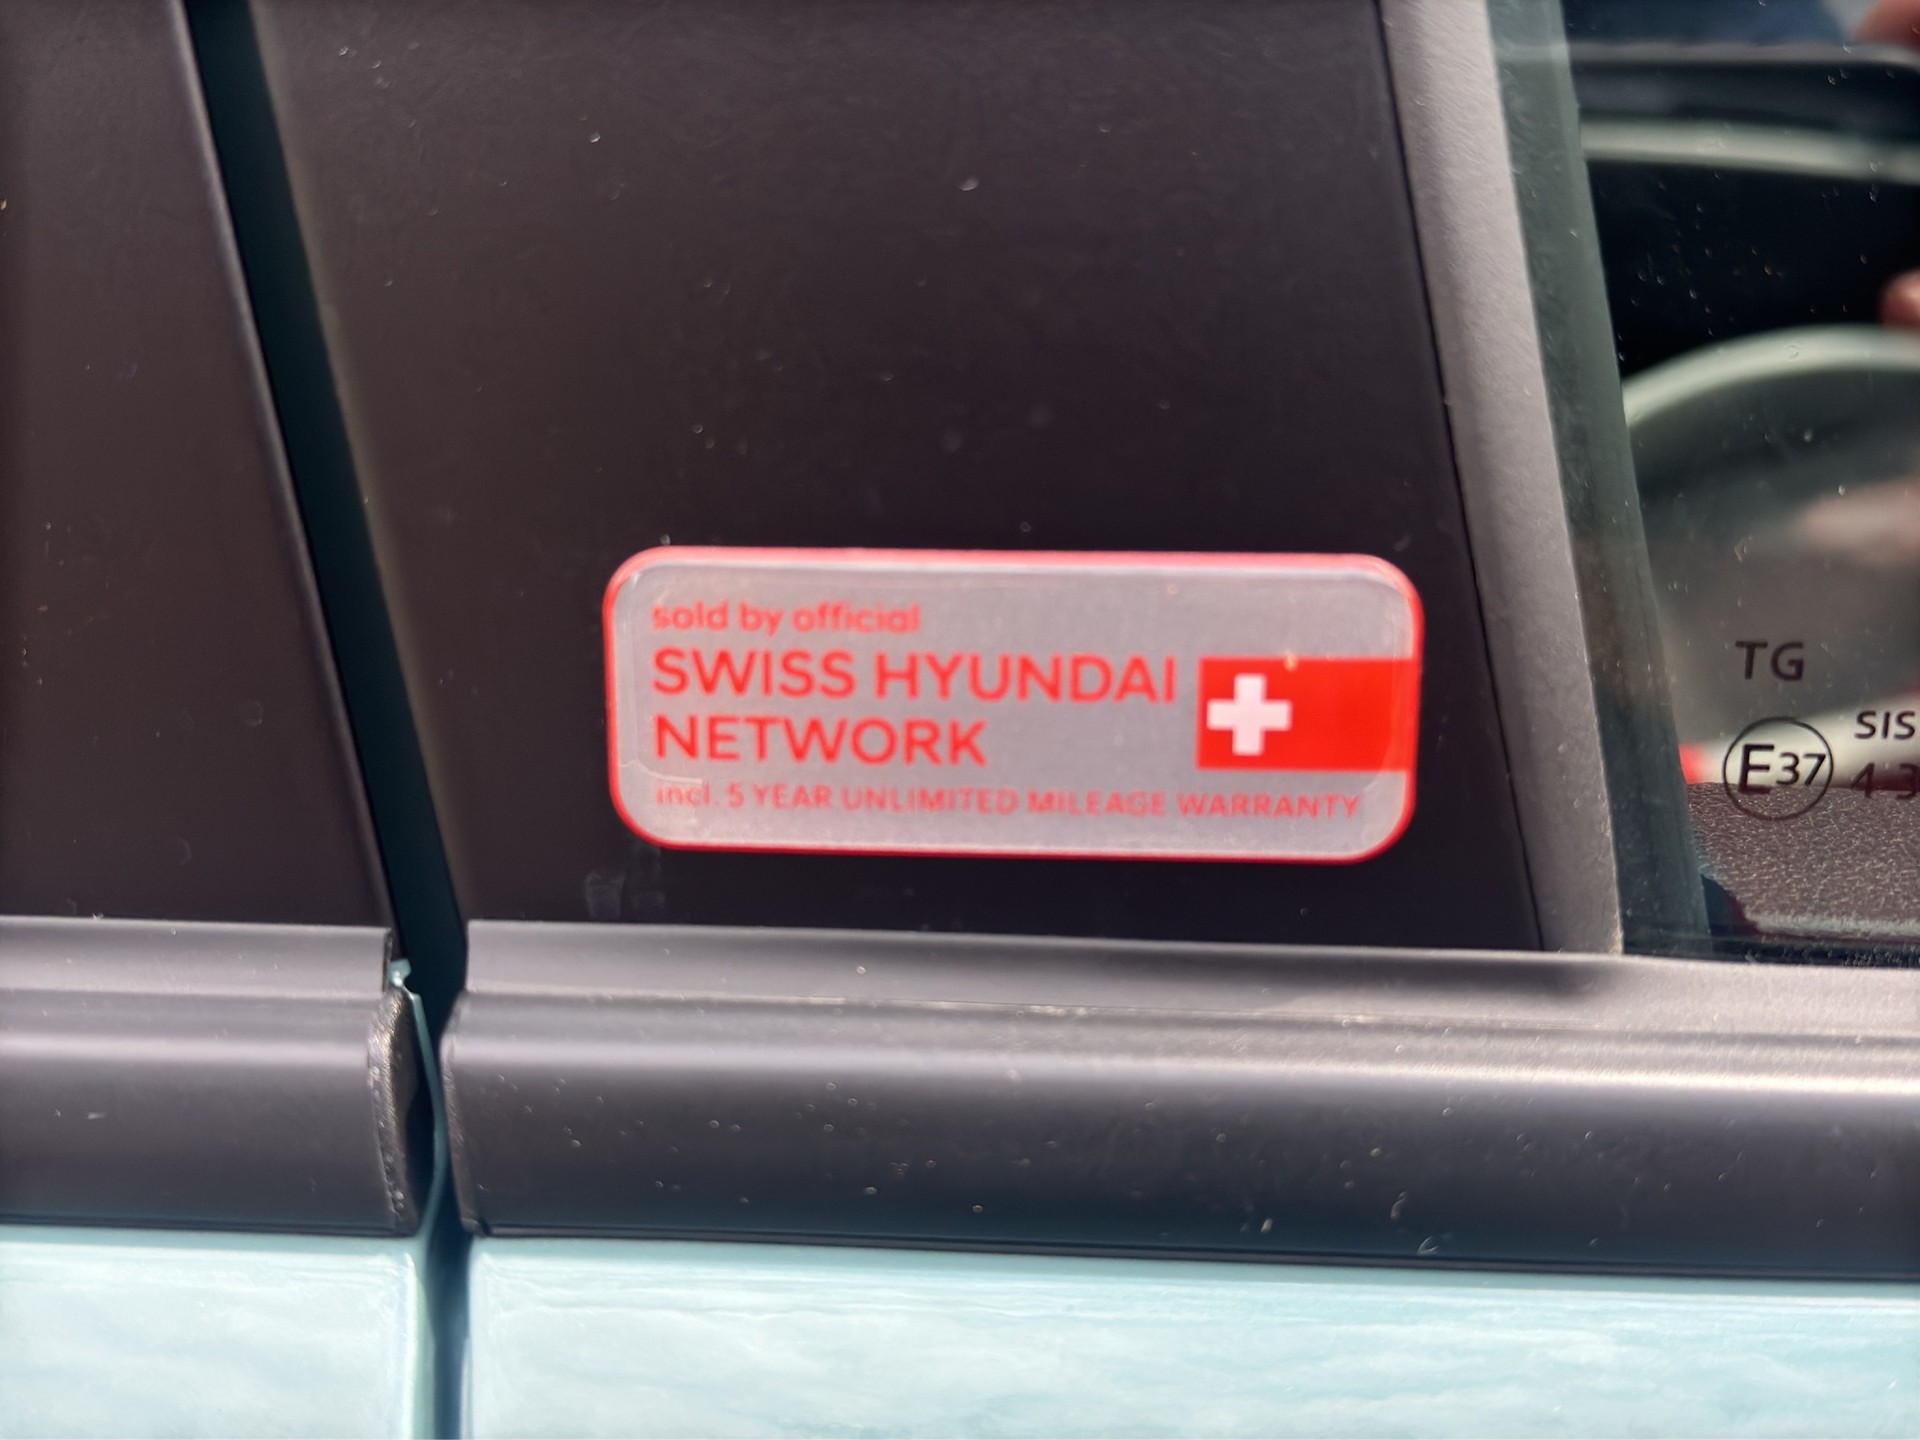 sold by official
SWISS HYUNDAI
NETWORK
incl. 5 YEAR UNLIMITED MILEAGE WARRANTY
TG
E37
SIS